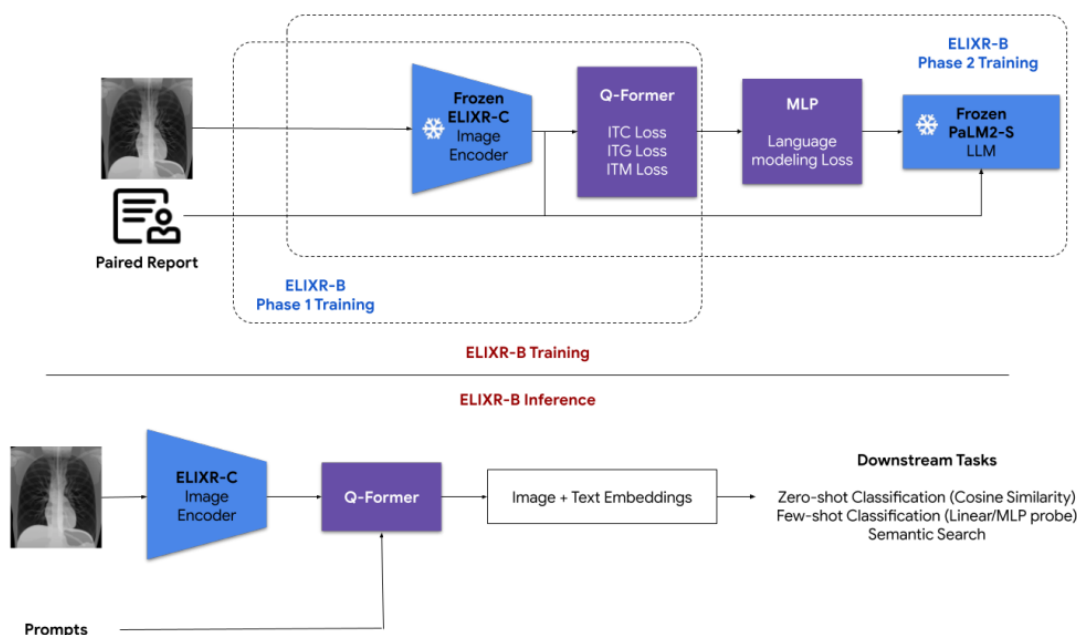 ELIXR-B
Phase 2 Training
Frozen
ELIXR-C
Image
Encoder
Q-Former
ITC Loss
ITG Loss
ITM Loss
MLP
Language
modeling Loss
Frozen
PaLM2-S
LLM
Paired Report
ELIXR-B
Phase 1 Training
ELIXR-B Training
ELIXR-B Inference
ELIXR-C
Image
Encoder
Q-Former
Image + Text Embeddings
Downstream Tasks
Zero-shot Classification (Cosine Similarity)
Few-shot Classification (Linear/MLP probe)
Semantic Search
Prompts